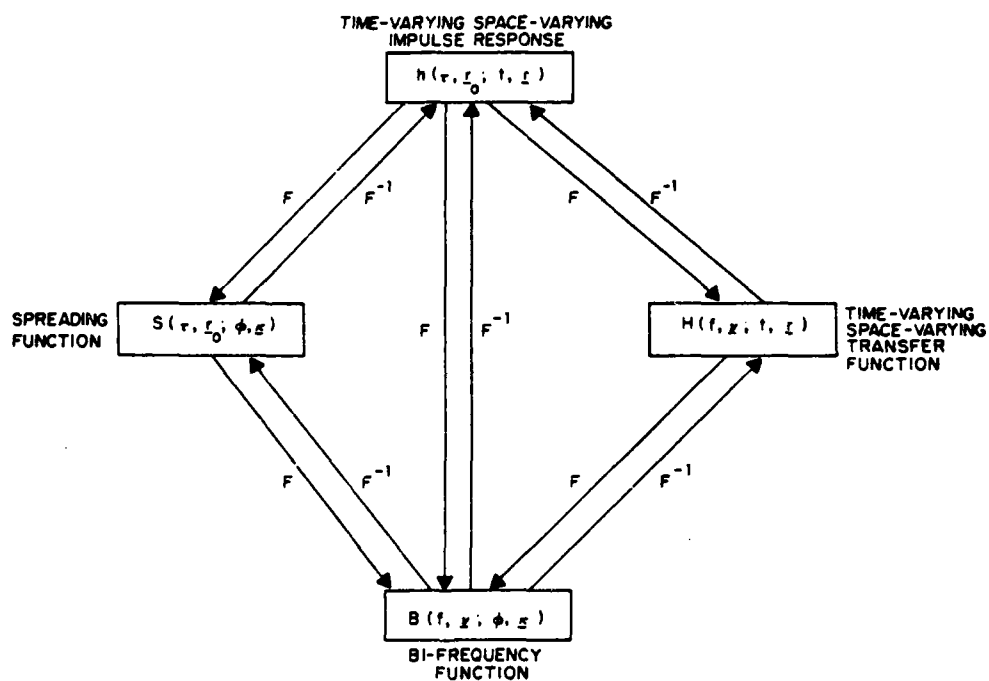 TIME-VARYING SPACE-VARYING
IMPULSE RESPONSE
h(τ, r₀; t, r)
F
F⁻¹
F
F⁻¹
SPREADING
FUNCTION
S(τ, r₀; φ, κ)
F
F⁻¹
H(f, γ; t, r)
TIME-VARYING
SPACE-VARYING
TRANSFER
FUNCTION
F
F⁻¹
F
F⁻¹
B(f, γ; φ, κ)
BI-FREQUENCY
FUNCTION